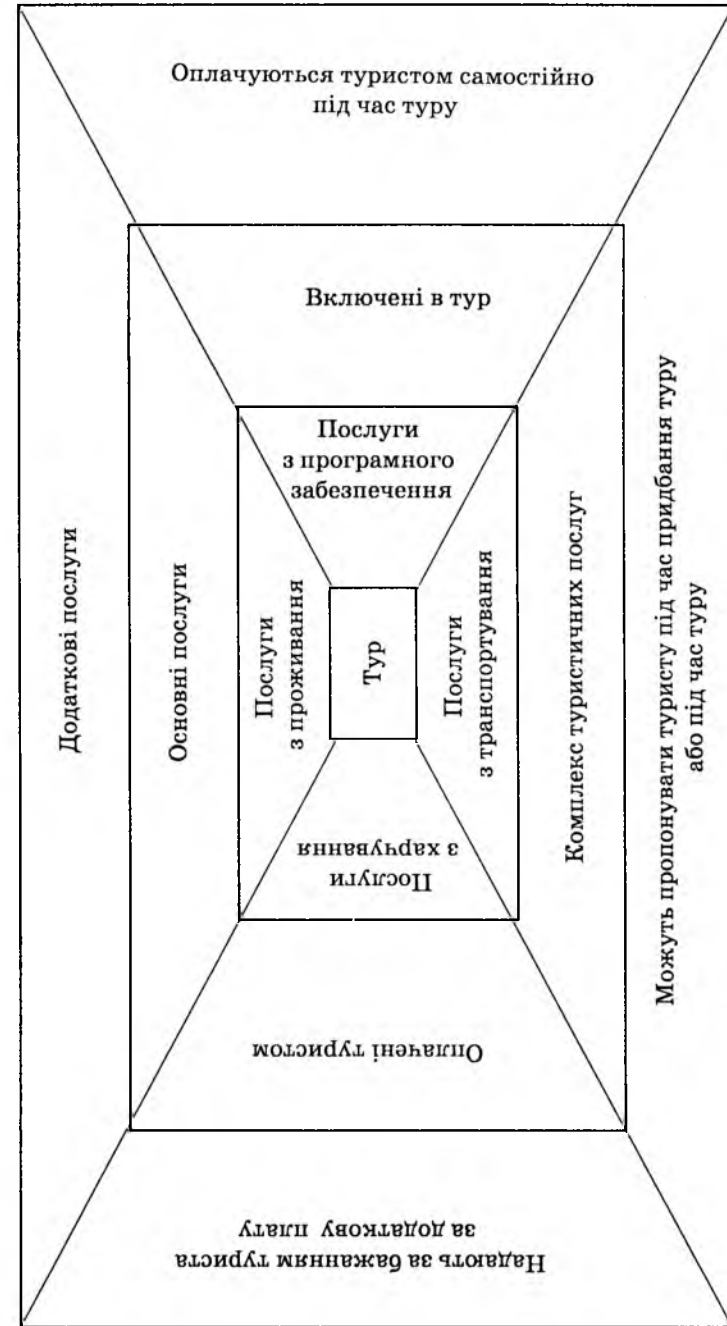 Оплачуються туристом самостійно
під час туру
Включені в тур
Послуги
з програмного
забезпечення
Додаткові послуги
Основні послуги
Послуги
з проживання
Тур
Послуги
з транспортування
Комплекс туристичних послуг
Можуть пропонувати туристу під час придбання туру
або під час туру
Послуги
з харчування
Оплачені туристом
Надають за бажанням туриста
за додаткову плату